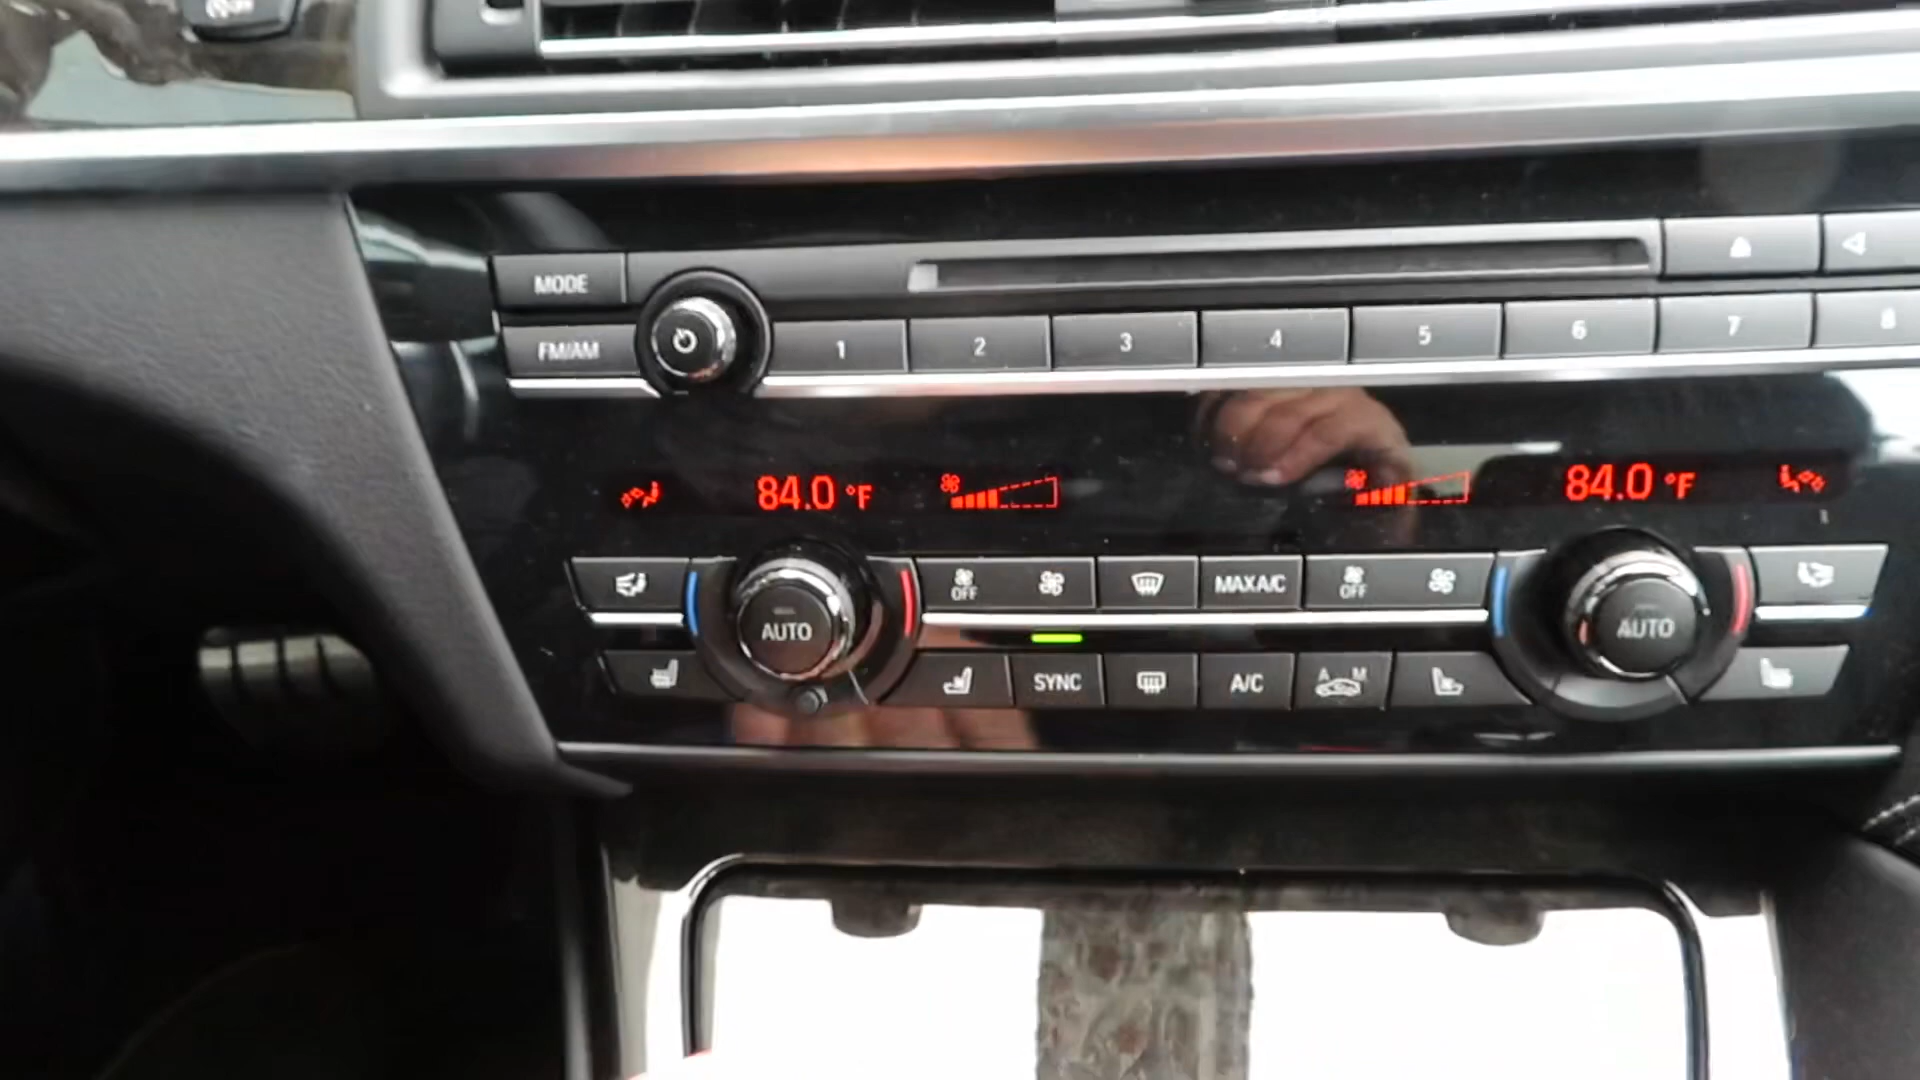 MODE
FM/AM 1 2 3 4 5 6 7 8
84.0 °F 84.0 °F
OFF MAX A/C OFF
AUTO AUTO
SYNC A/C A M